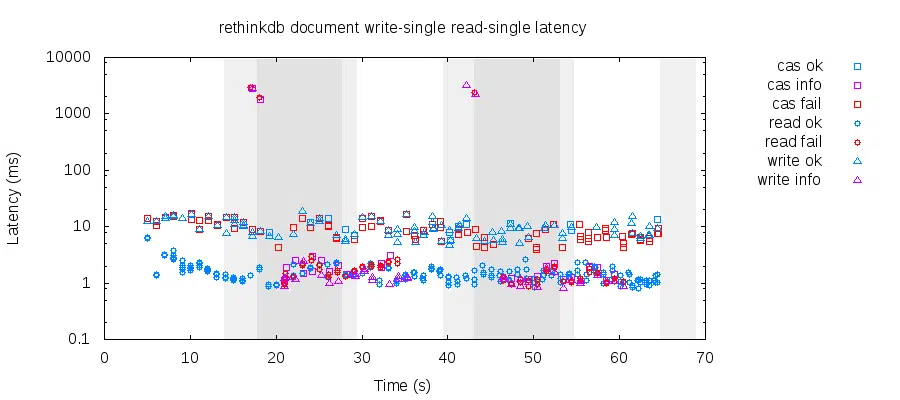 rethinkdb document write-single read-single latency
10000
1000
100
10
1
0.1
Latency (ms)
0
10
20
30
40
50
60
70
Time (s)
cas ok
cas info
cas fail
read ok
read fail
write ok
write info